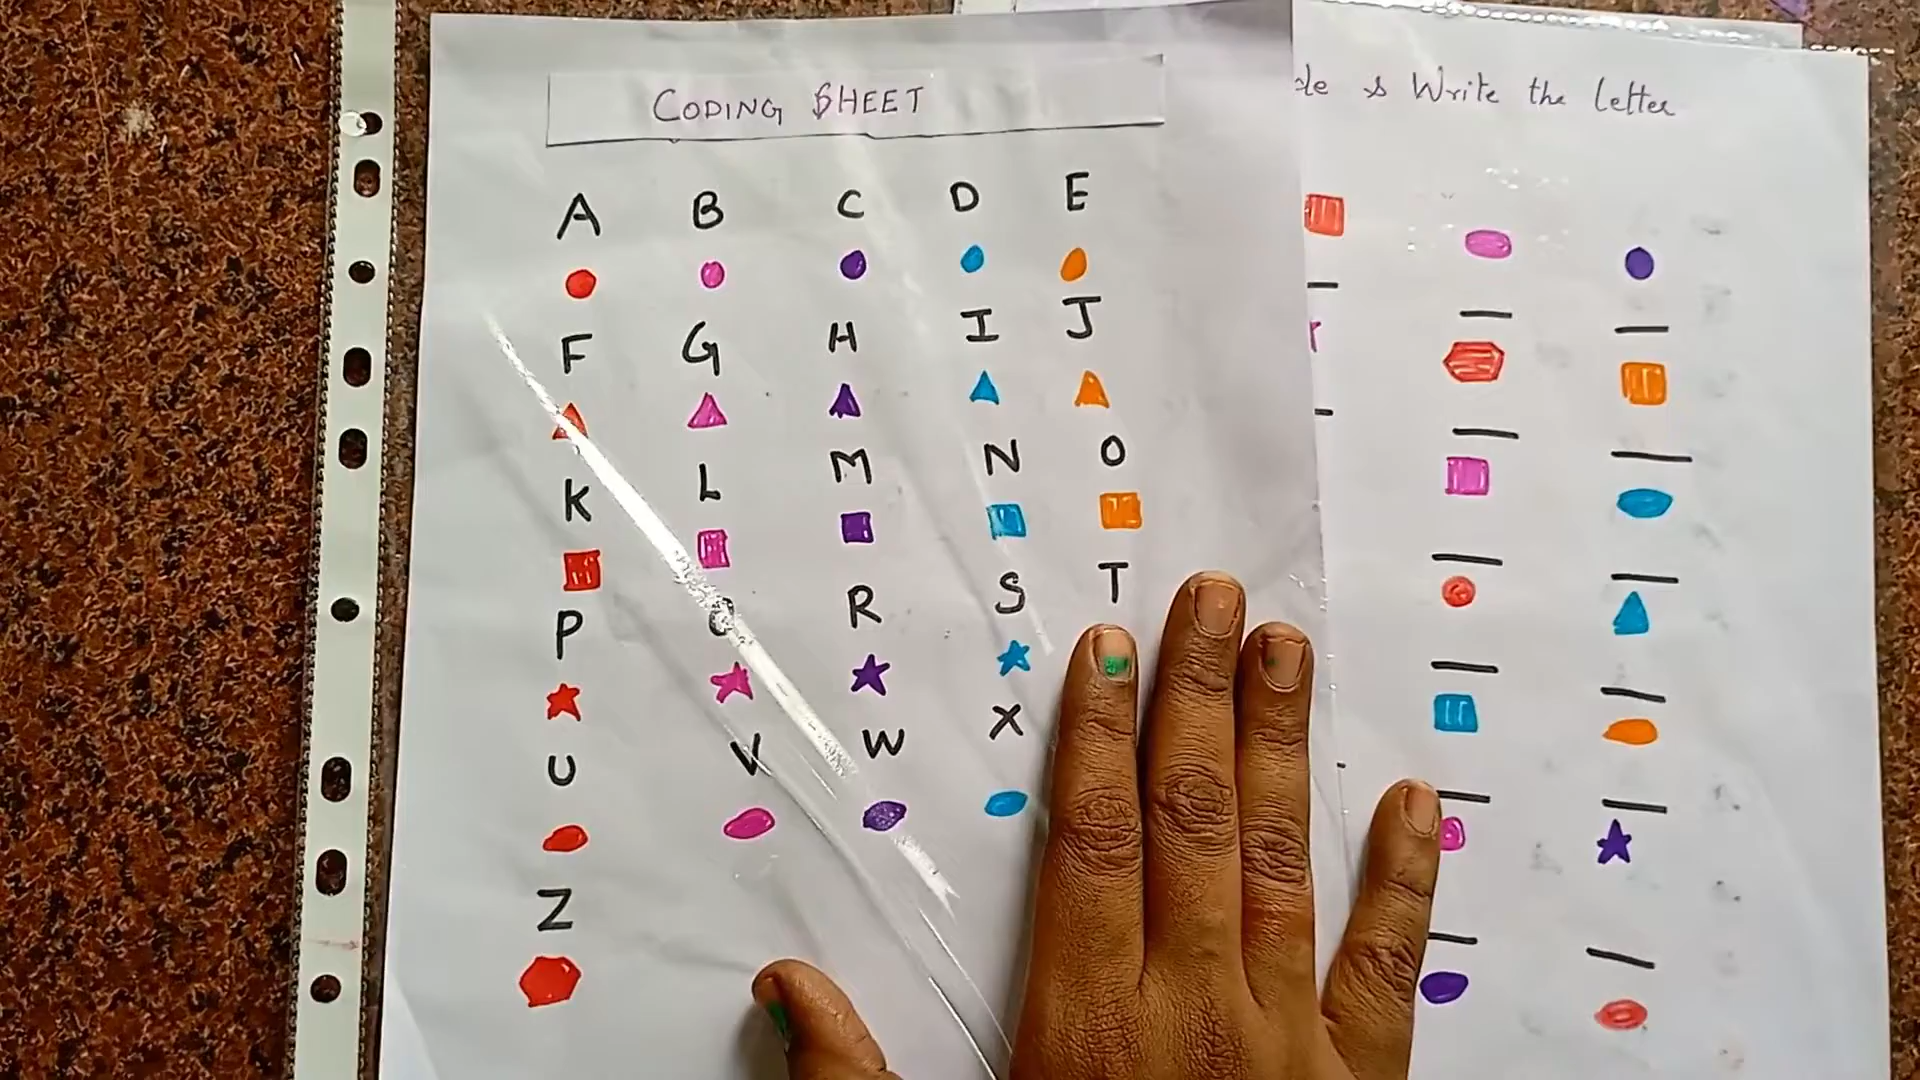 CODING SHEET
A B C D E
F G H I J
K L M N O
P R S T
U V W X
Z
Write the letter